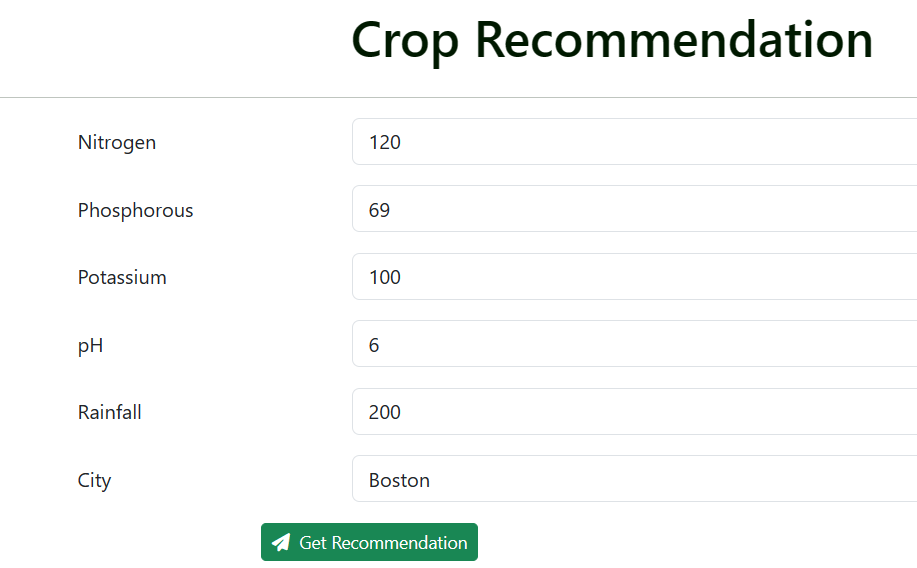 Crop Recommendation
Nitrogen 120
Phosphorous 69
Potassium 100
pH 6
Rainfall 200
City Boston
Get Recommendation